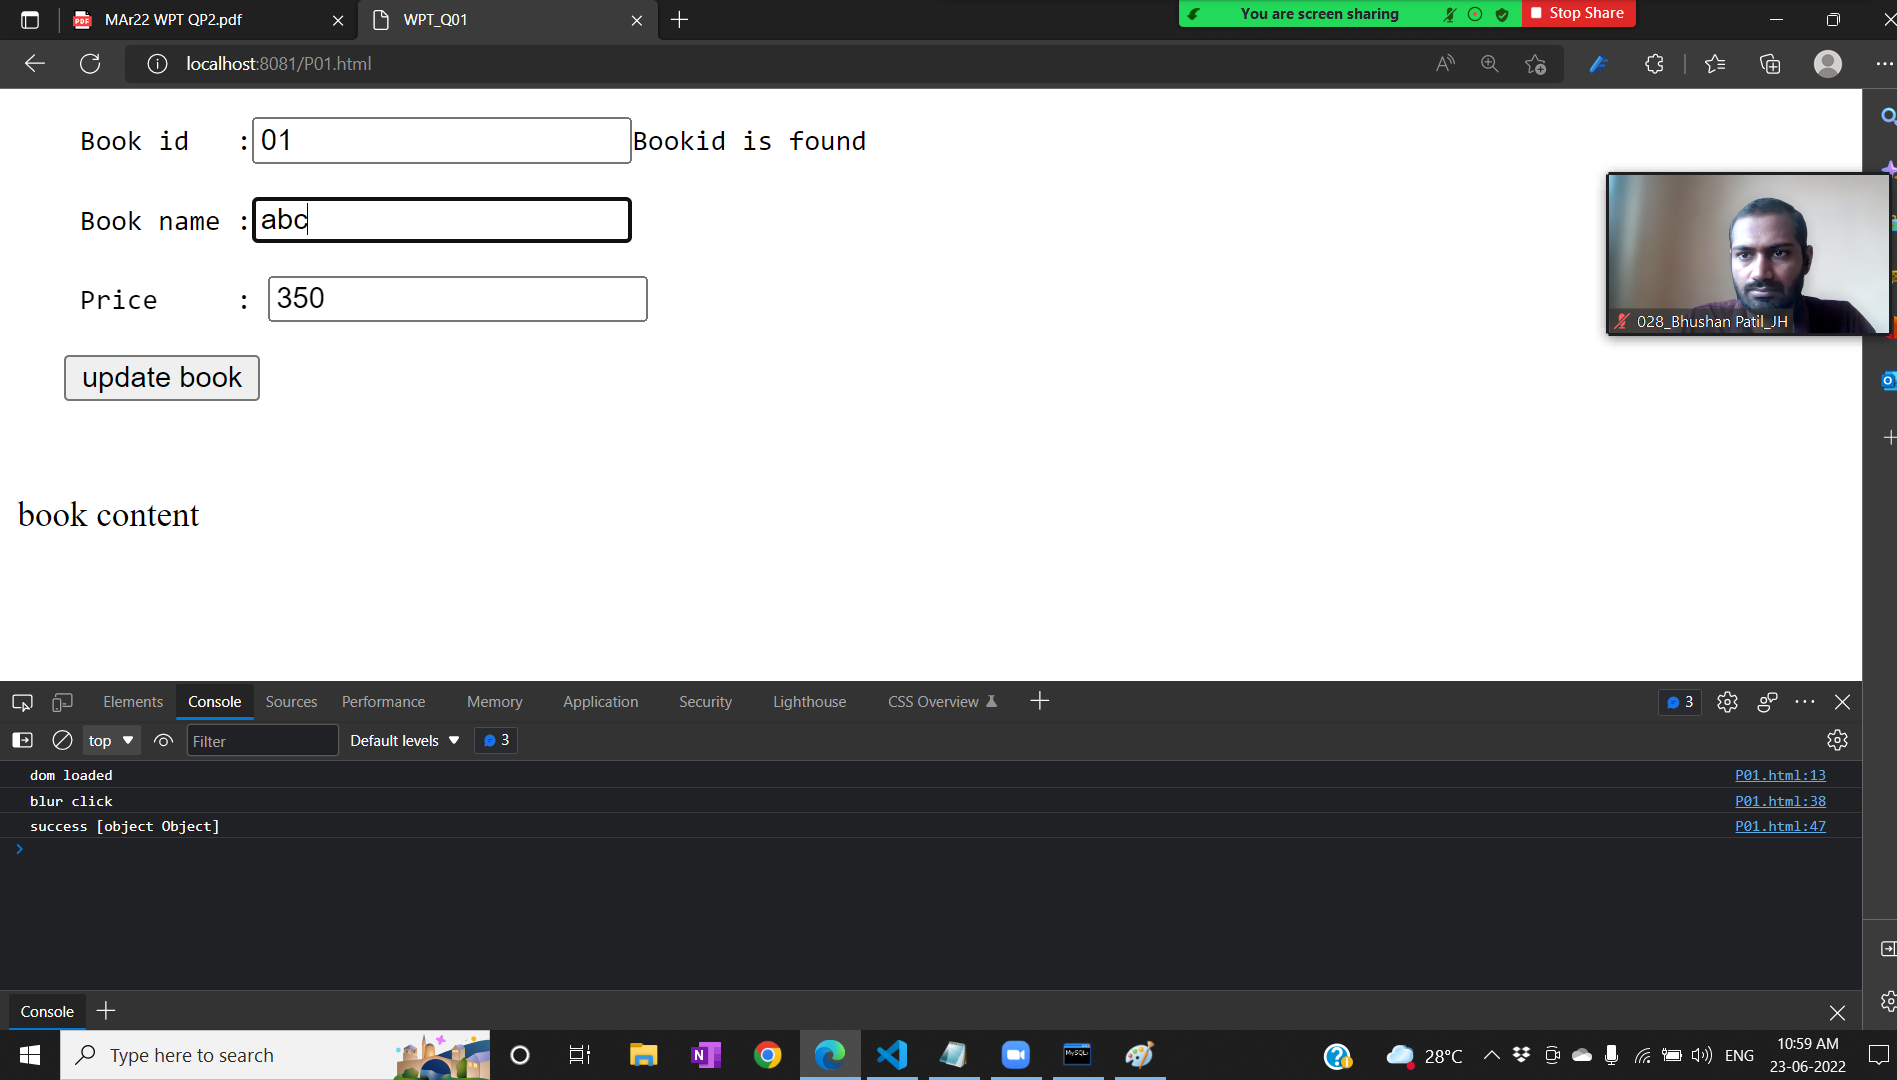 MAr22 WPT QP2.pdf
WPT_Q01
You are screen sharing
Stop Share
localhost:8081/P01.html
Book id :01 Bookid is found
Book name :abc
Price : 350
update book
book content
028_Bhushan Patil_JH
Elements Console Sources Performance Memory Application Security Lighthouse CSS Overview 3
top Filter Default levels 3
dom loaded P01.html:13
blur click P01.html:38
success [object Object] P01.html:47
Console
Type here to search
28°C ENG
10:59 AM
23-06-2022